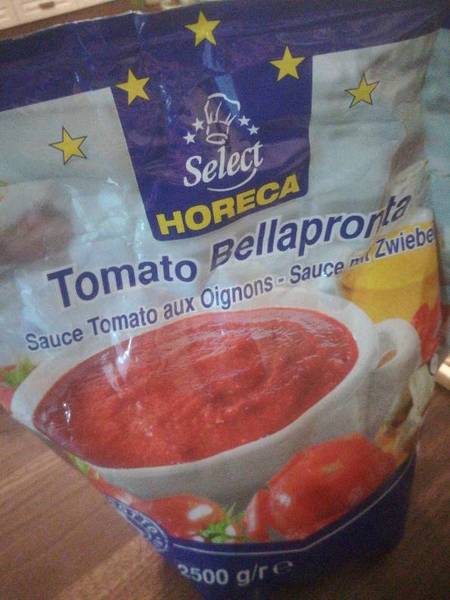 Select
HORECA
Tomato Bellapronta
Sauce Tomato aux Oignons - Sauce mit Zwiebe
2500 g/r e